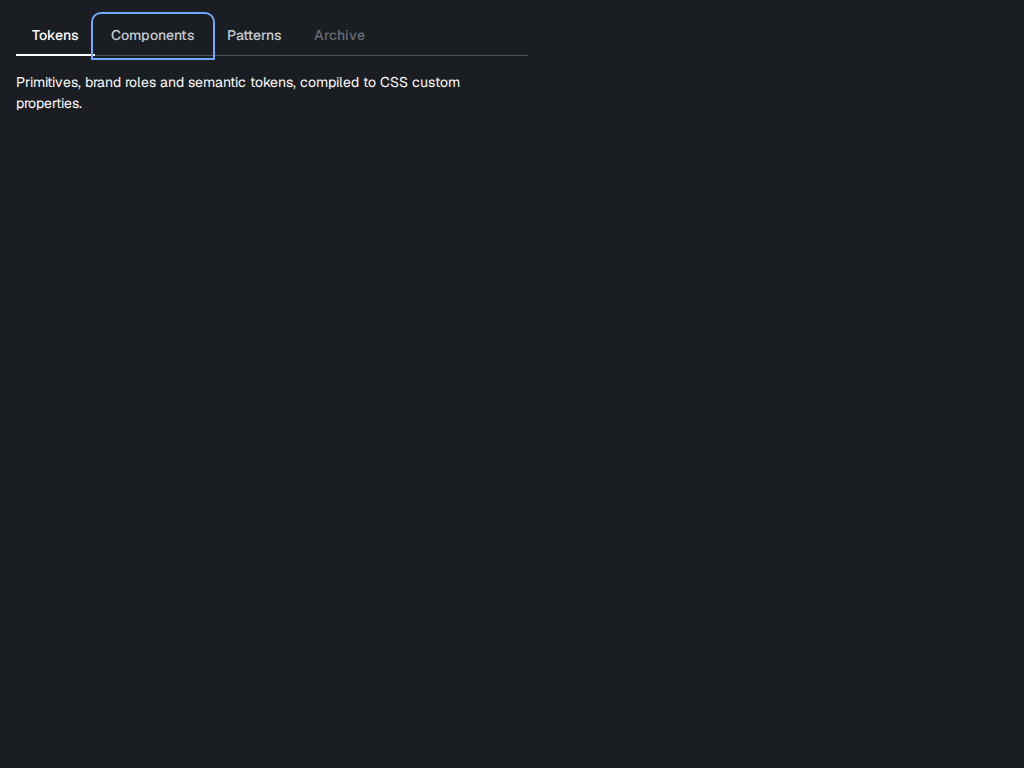 Tokens Components Patterns Archive
Primitives, brand roles and semantic tokens, compiled to CSS custom
properties.